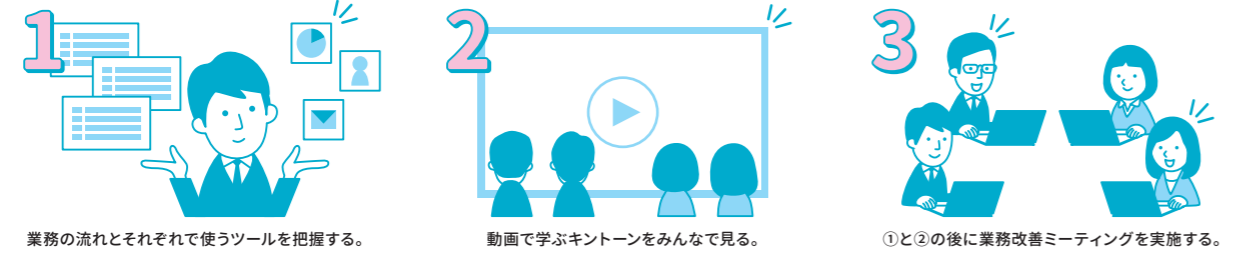 1
業務の流れとそれぞれで使うツールを把握する。
2
動画で学ぶキントーンをみんなで見る。
3
①と②の後に業務改善ミーティングを実施する。